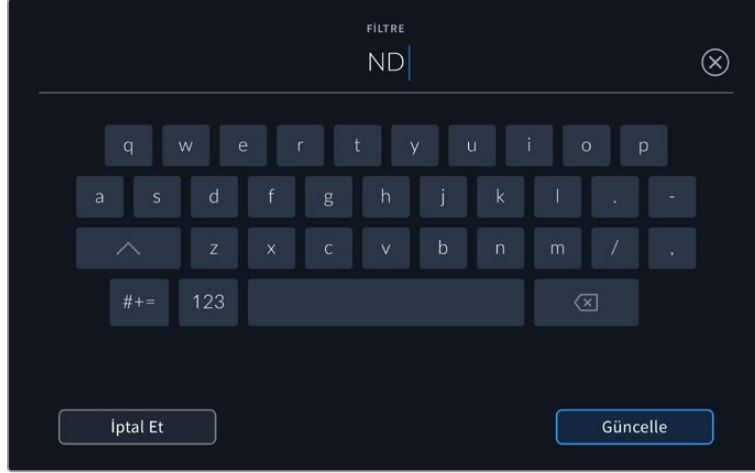 FİLTRE
ND
q w e r t y u i o p
a s d f g h j k l . -
z x c v b n m / ,
#+= 123
İptal Et Güncelle